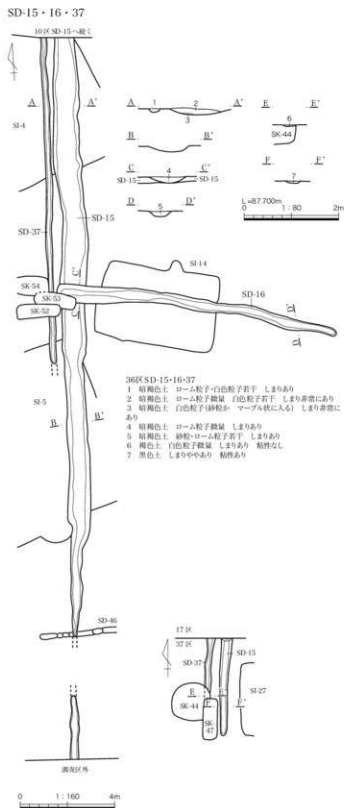 SD-15・16・37
10区 SD-15へ続く
A A' A 2 A' E E'
1 3 6
SI-4 B B' SK-44
C 4 C' F F'
SD-15 SD-15 7
D D' L=87.700m
5 0 1:80 2m
SD-15
SD-37 SI-14
C' SD-16
SK-54
SK-53
SK-52 C D'
D
SI-5
36区SD-15・16・37
1 暗褐色土 ローム粒子・白色粒子若干 しまりあり
2 暗褐色土 ローム粒子微量 白色粒子若干 しまり非常にあり
3 暗褐色土 白色粒子(砂粒か マーブル状に入る) しまり非常に
あり
4 暗褐色土 ローム粒子微量 しまりあり
5 暗褐色土 砂粒・ローム粒子若干 しまりあり
6 褐色土 白色粒子微量 しまりあり 粘性なし
7 黒色土 しまりややあり 粘性あり
B B'
SD-46
17区
37区 SD-15
SD-37
SI-27
E E'
SK-44 F F'
SK-47
調査区外
0 1:160 4m